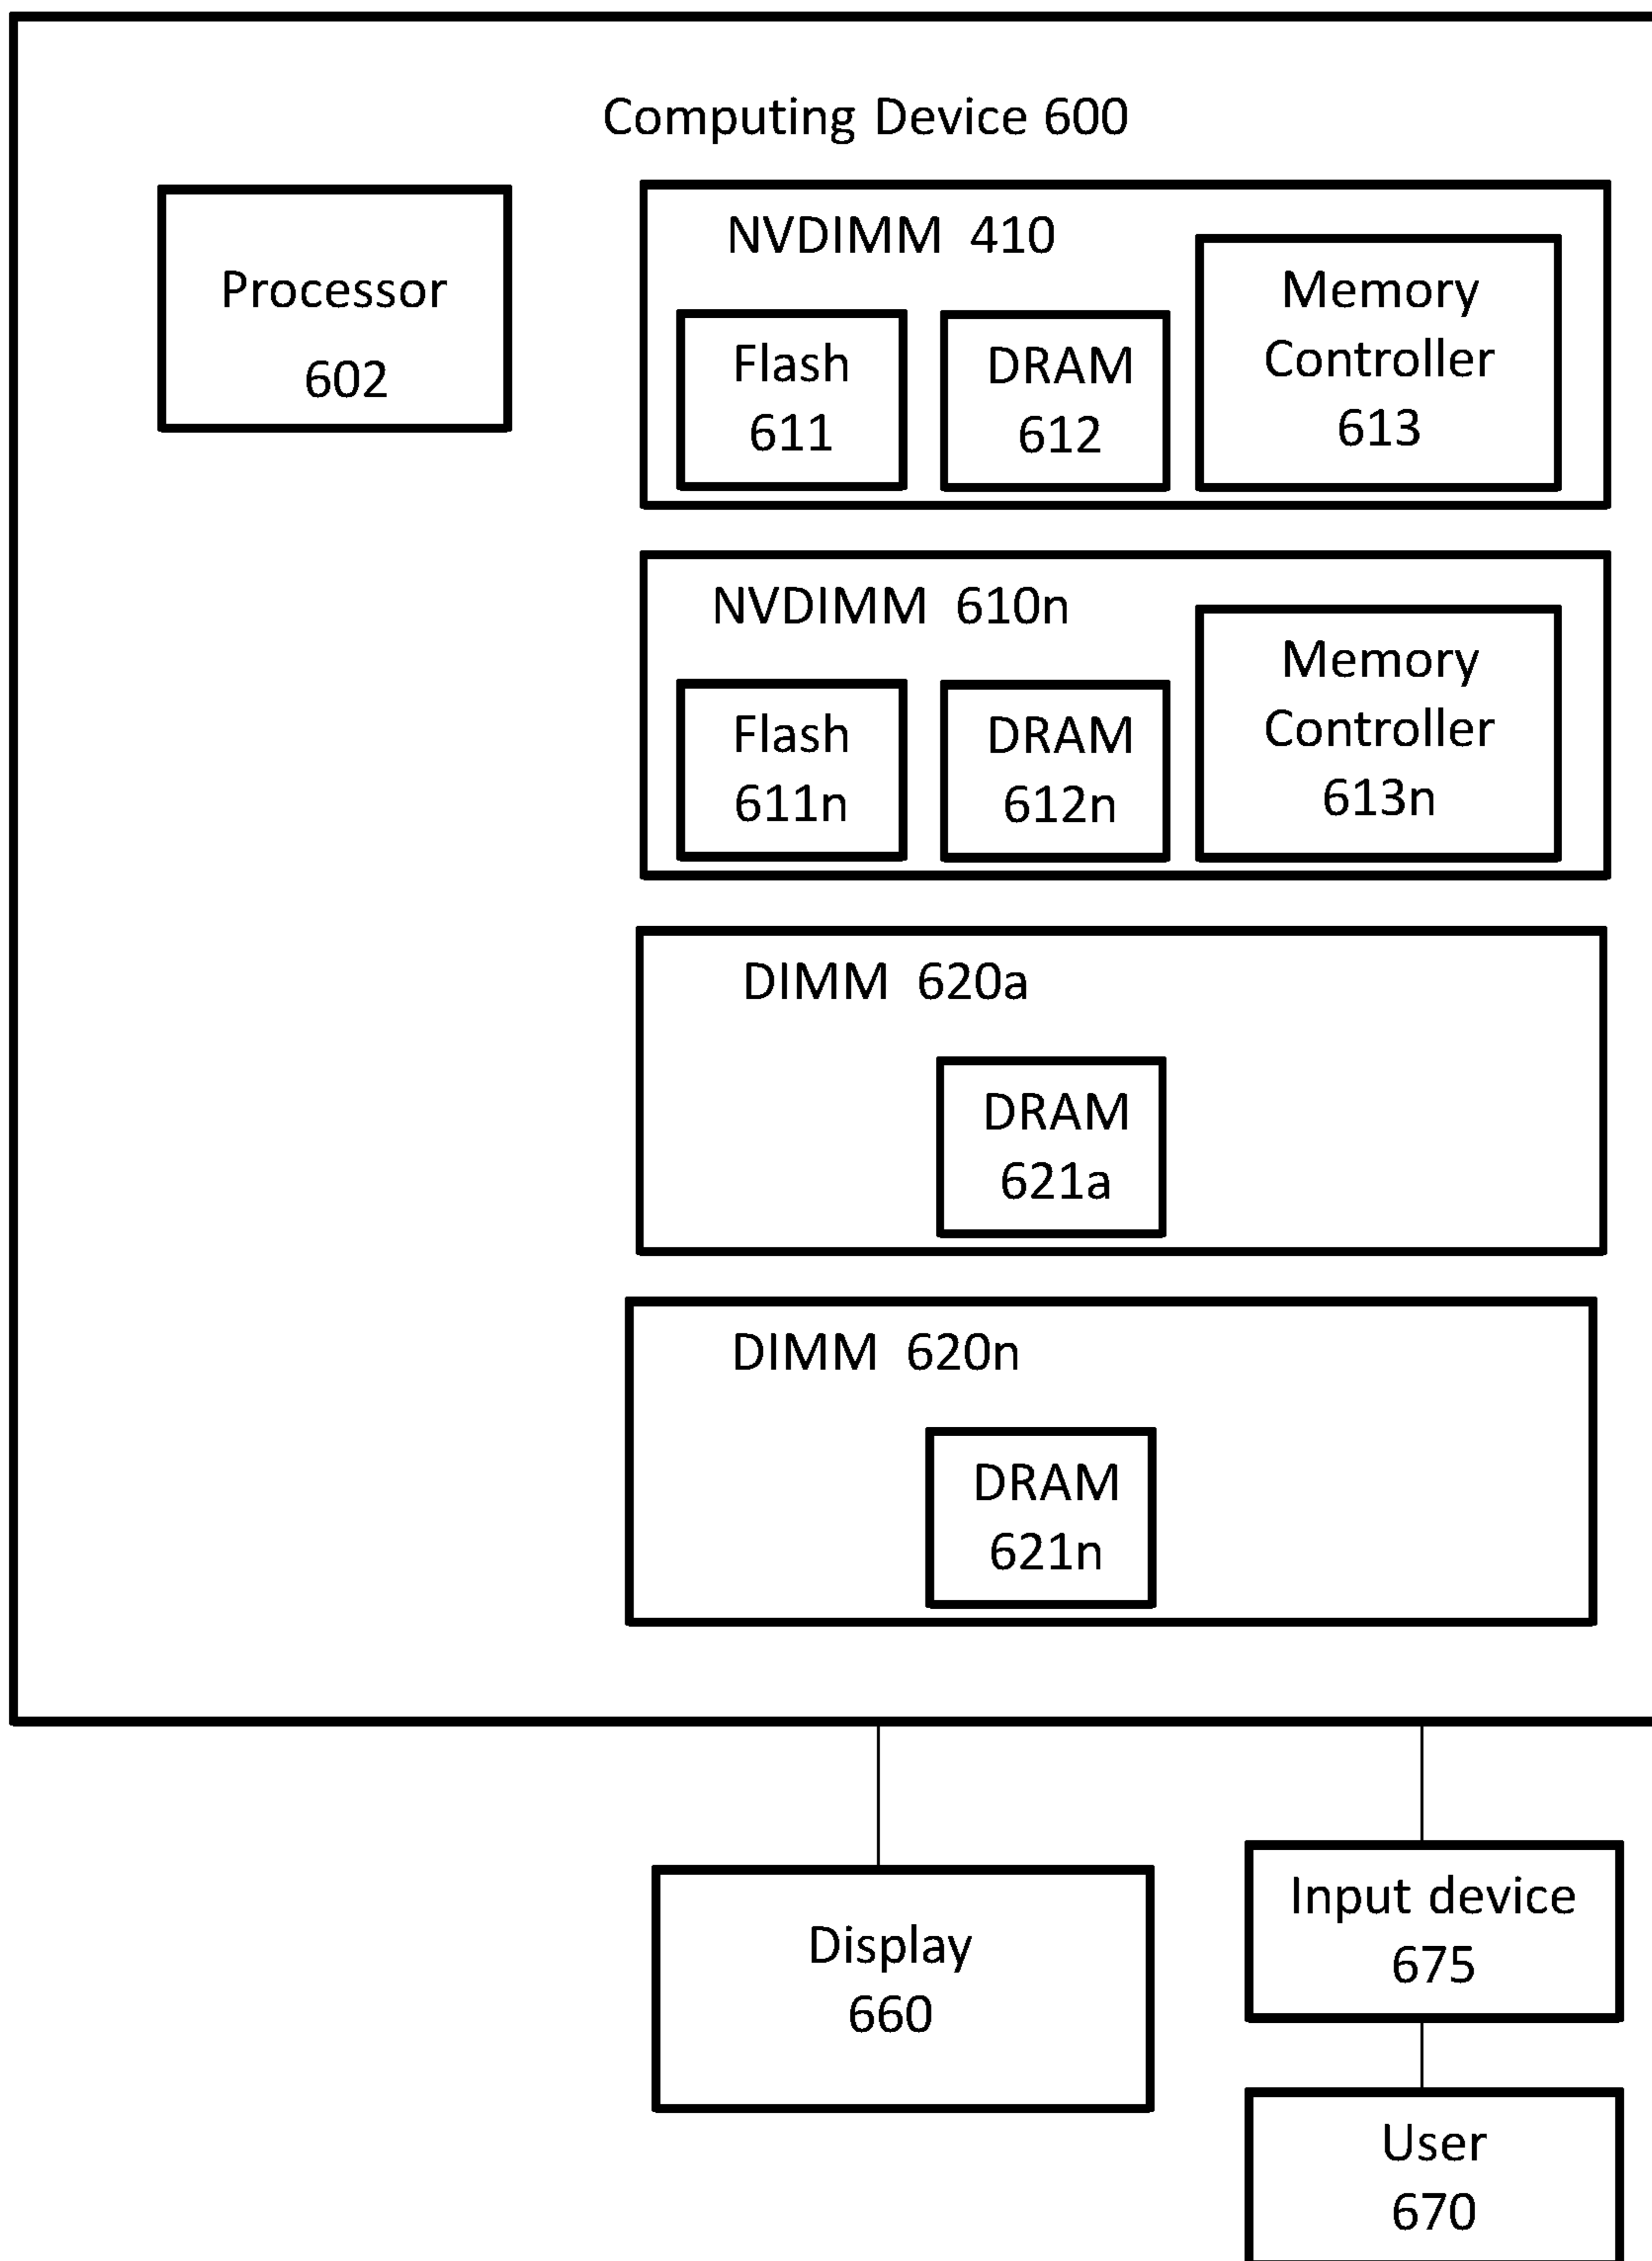 Computing Device 600
Processor
602
NVDIMM 410
Flash
611
DRAM
612
Memory
Controller
613
NVDIMM 610n
Flash
611n
DRAM
612n
Memory
Controller
613n
DIMM 620a
DRAM
621a
DIMM 620n
DRAM
621n
Display
660
Input device
675
User
670